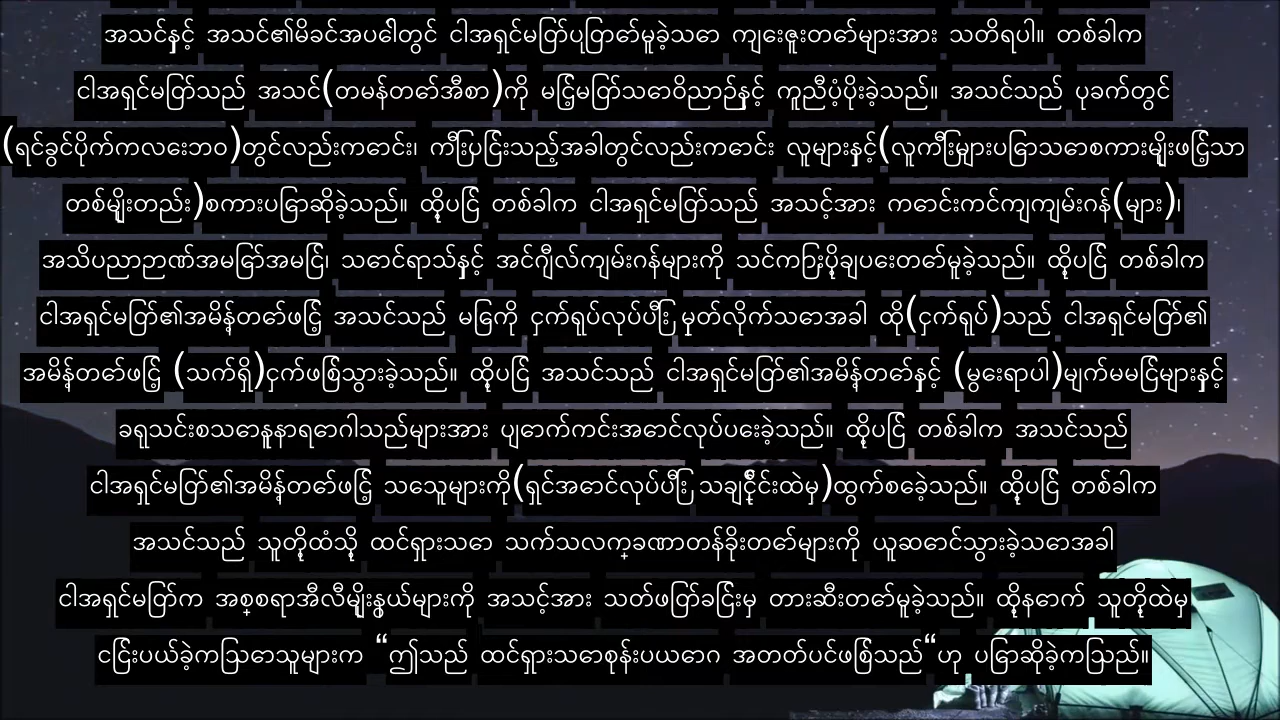 အသင်နှင့် အသင်၏မိခင်အပေါ်တွင် ငါအရှင်မြတ်ပြုတော်မူခဲ့သော ကျေးဇူးတော်များအား သတိရပါ။ တစ်ခါက
ငါအရှင်မြတ်သည် အသင်(တမန်တော်အီစာ)ကို မြင့်မြတ်သောဝိညာဉ်နှင့် ကူညီပံ့ပိုးခဲ့သည်။ အသင်သည် ပုခက်တွင်
(ရင်ခွင်ပိုက်ကလေးဘဝ)တွင်လည်းကောင်း၊ ကြီးပြင်းသည့်အခါတွင်လည်းကောင်း လူများနှင့်(လူကြီးများပြောသောစကားမျိုးဖြင့်သာ
တစ်မျိုးတည်း)စကားပြောဆိုခဲ့သည်။ ထို့ပြင် တစ်ခါက ငါအရှင်မြတ်သည် အသင့်အား ကောင်းကင်ကျကျမ်းဂန်(များ)၊
အသိပညာဉာဏ်အမြော်အမြင်၊ သောင်ရာသ်နှင့် အင်ဂျီလ်ကျမ်းဂန်များကို သင်ကြားပို့ချပေးတော်မူခဲ့သည်။ ထို့ပြင် တစ်ခါက
ငါအရှင်မြတ်၏အမိန့်တော်ဖြင့် အသင်သည် မြေကို ငှက်ရုပ်လုပ်ပြီး မှုတ်လိုက်သောအခါ ထို(ငှက်ရုပ်)သည် ငါအရှင်မြတ်၏
အမိန့်တော်ဖြင့် (သက်ရှိ)ငှက်ဖြစ်သွားခဲ့သည်။ ထို့ပြင် အသင်သည် ငါအရှင်မြတ်၏အမိန့်တော်နှင့် (မွေးရာပါ)မျက်မမြင်များနှင့်
ခရုသင်းစသောနူနာရောဂါသည်များအား ပျောက်ကင်းအောင်လုပ်ပေးခဲ့သည်။ ထို့ပြင် တစ်ခါက အသင်သည်
ငါအရှင်မြတ်၏အမိန့်တော်ဖြင့် သေသူများကို(ရှင်အောင်လုပ်ပြီး သချိုင်းထဲမှ)ထွက်စေခဲ့သည်။ ထို့ပြင် တစ်ခါက
အသင်သည် သူတို့ထံသို့ ထင်ရှားသော သက်သလက္ခဏာတန်ခိုးတော်များကို ယူဆောင်သွားခဲ့သောအခါ
ငါအရှင်မြတ်က အစ္စရာအီလီမျိုးနွယ်များကို အသင့်အား သတ်ဖြတ်ခြင်းမှ တားဆီးတော်မူခဲ့သည်။ ထို့နောက် သူတို့ထဲမှ
ငြင်းပယ်ခဲ့ကြသောသူများက “ဤသည် ထင်ရှားသောစုန်းပယောဂ အတတ်ပင်ဖြစ်သည်“ဟု ပြောဆိုခဲ့ကြသည်။